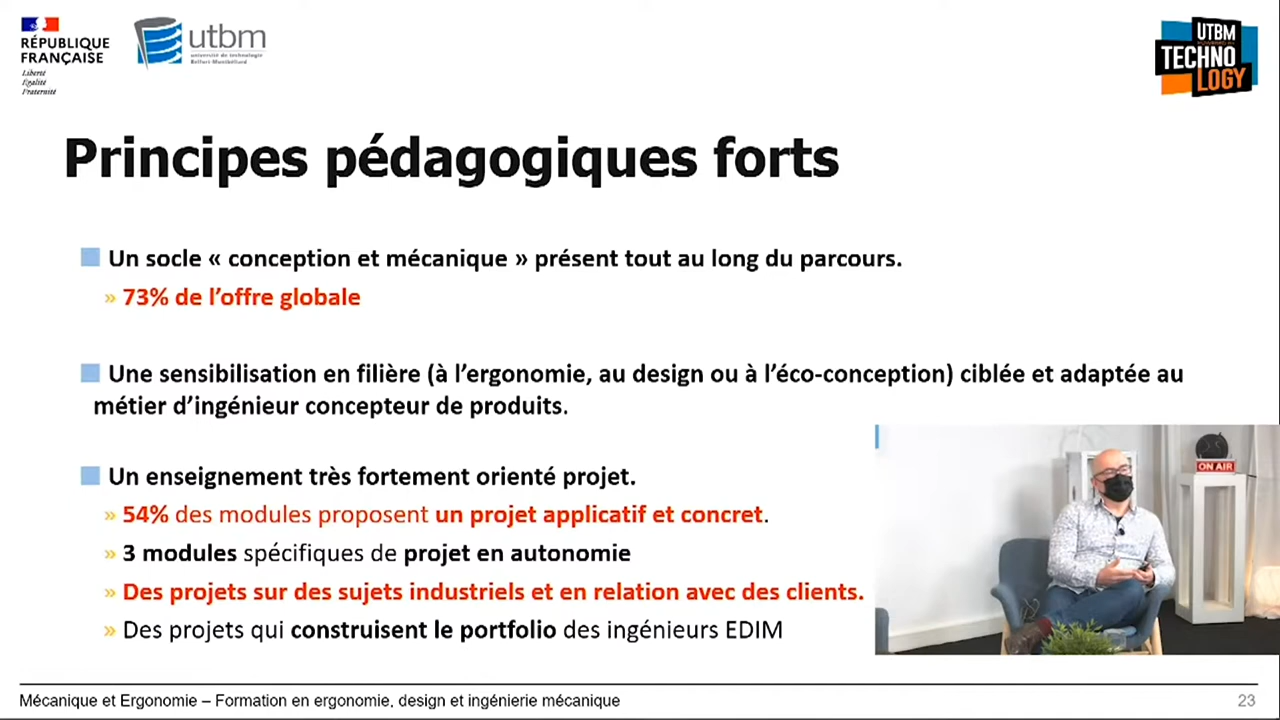 RÉPUBLIQUE
FRANÇAISE
Liberté
Égalité
Fraternité
utbm
université de technologie
Belfort-Montbéliard
UTBM
TECHNO
LOGY
Principes pédagogiques forts
Un socle « conception et mécanique » présent tout au long du parcours.
» 73% de l’offre globale
Une sensibilisation en filière (à l’ergonomie, au design ou à l’éco-conception) ciblée et adaptée au
métier d’ingénieur concepteur de produits.
Un enseignement très fortement orienté projet.
» 54% des modules proposent un projet applicatif et concret.
» 3 modules spécifiques de projet en autonomie
» Des projets sur des sujets industriels et en relation avec des clients.
» Des projets qui construisent le portfolio des ingénieurs EDIM
ON AIR
Mécanique et Ergonomie – Formation en ergonomie, design et ingénierie mécanique
23